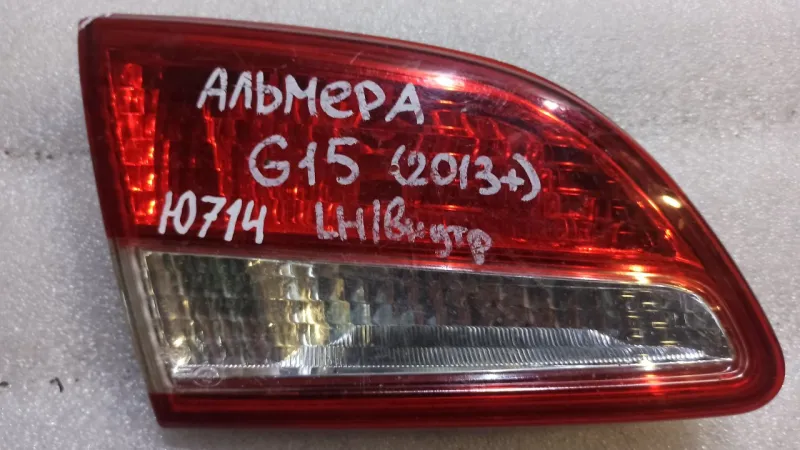 АЛЬМЕРА
G15 (2013+)
Ю714 LH/Внутр